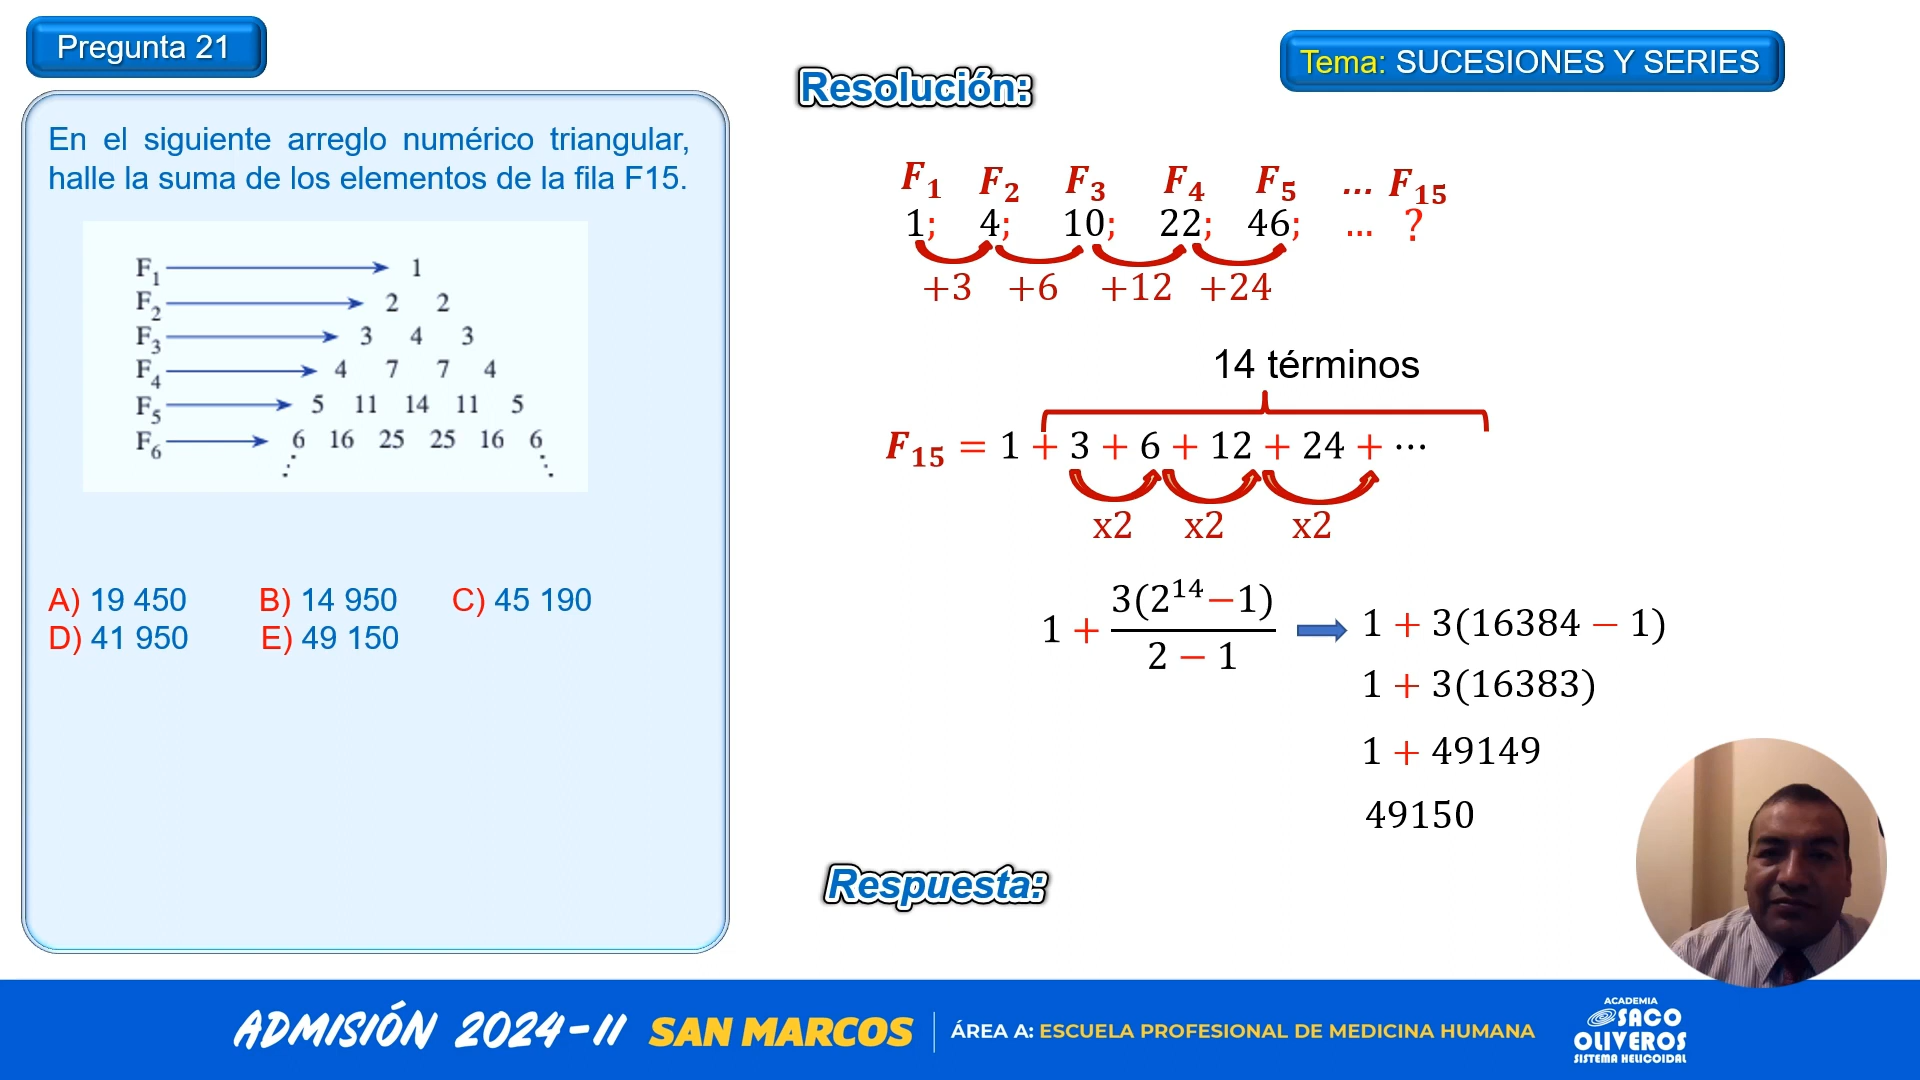 Pregunta 21
Tema: SUCESIONES Y SERIES
En el siguiente arreglo numérico triangular,
halle la suma de los elementos de la fila F15.
F₁ 1
F₂ 2 2
F₃ 3 4 3
F₄ 4 7 7 4
F₅ 5 11 14 11 5
F₆ 6 16 25 25 16 6
A) 19 450 B) 14 950 C) 45 190
D) 41 950 E) 49 150
Resolución:
F₁ F₂ F₃ F₄ F₅ ... F₁₅
1; 4; 10; 22; 46; ... ?
+3 +6 +12 +24
14 términos
F₁₅ = 1 + 3 + 6 + 12 + 24 + ⋯
x2 x2 x2
3(2¹⁴−1)
1 +
2 − 1
1 + 3(16384 − 1)
1 + 3(16383)
1 + 49149
49150
Respuesta:
ADMISIÓN 2024-II SAN MARCOS ÁREA A: ESCUELA PROFESIONAL DE MEDICINA HUMANA
ACADEMIA
SACO
OLIVEROS
SISTEMA HELICOIDAL